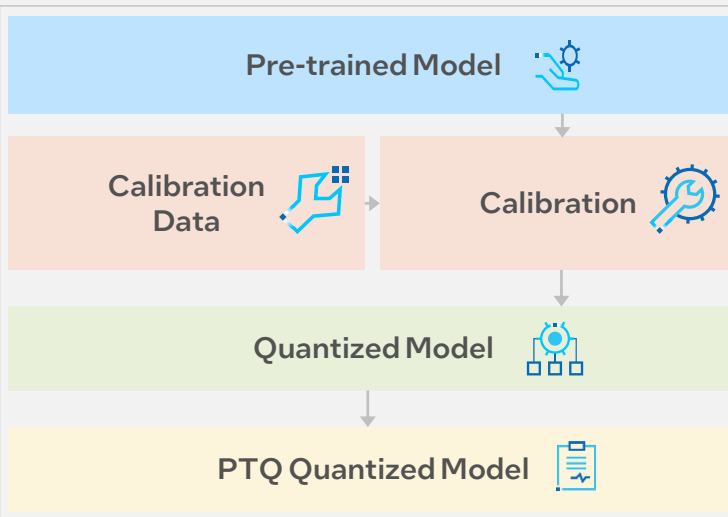 Pre-trained Model
Calibration
Data
Calibration
Quantized Model
PTQ Quantized Model